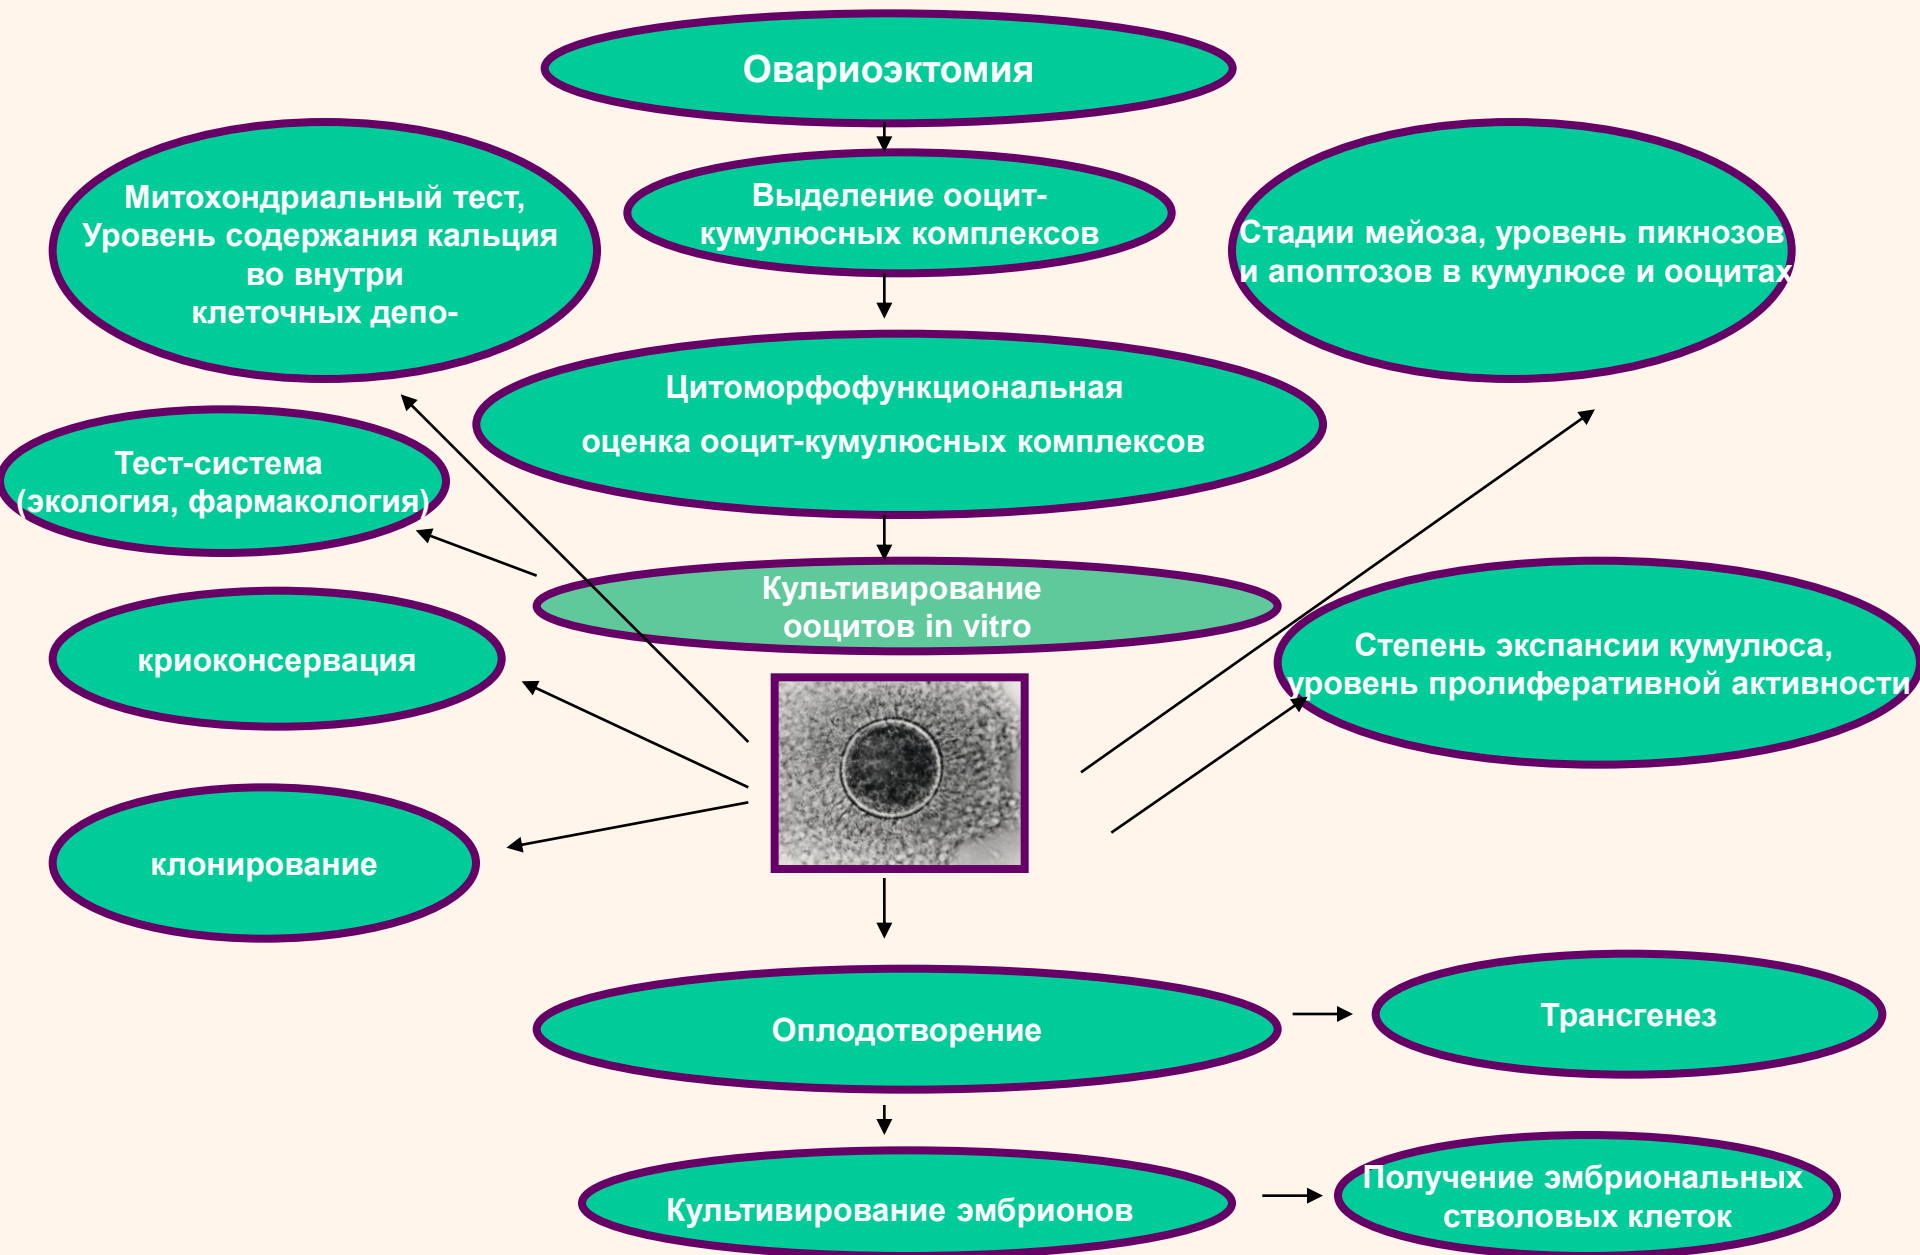 Овариоэктомия
Митохондриальный тест,
Уровень содержания кальция
во внутри
клеточных депо-
Выделение ооцит-
кумулюсных комплексов
Стадии мейоза, уровень пикнозов
и апоптозов в кумулюсе и ооцитах
Цитоморфофункциональная
оценка ооцит-кумулюсных комплексов
Тест-система
(экология, фармакология)
Культивирование
ооцитов in vitro
криоконсервация
Степень экспансии кумулюса,
уровень пролиферативной активности
клонирование
Оплодотворение
Трансгенез
Культивирование эмбрионов
Получение эмбриональных
стволовых клеток